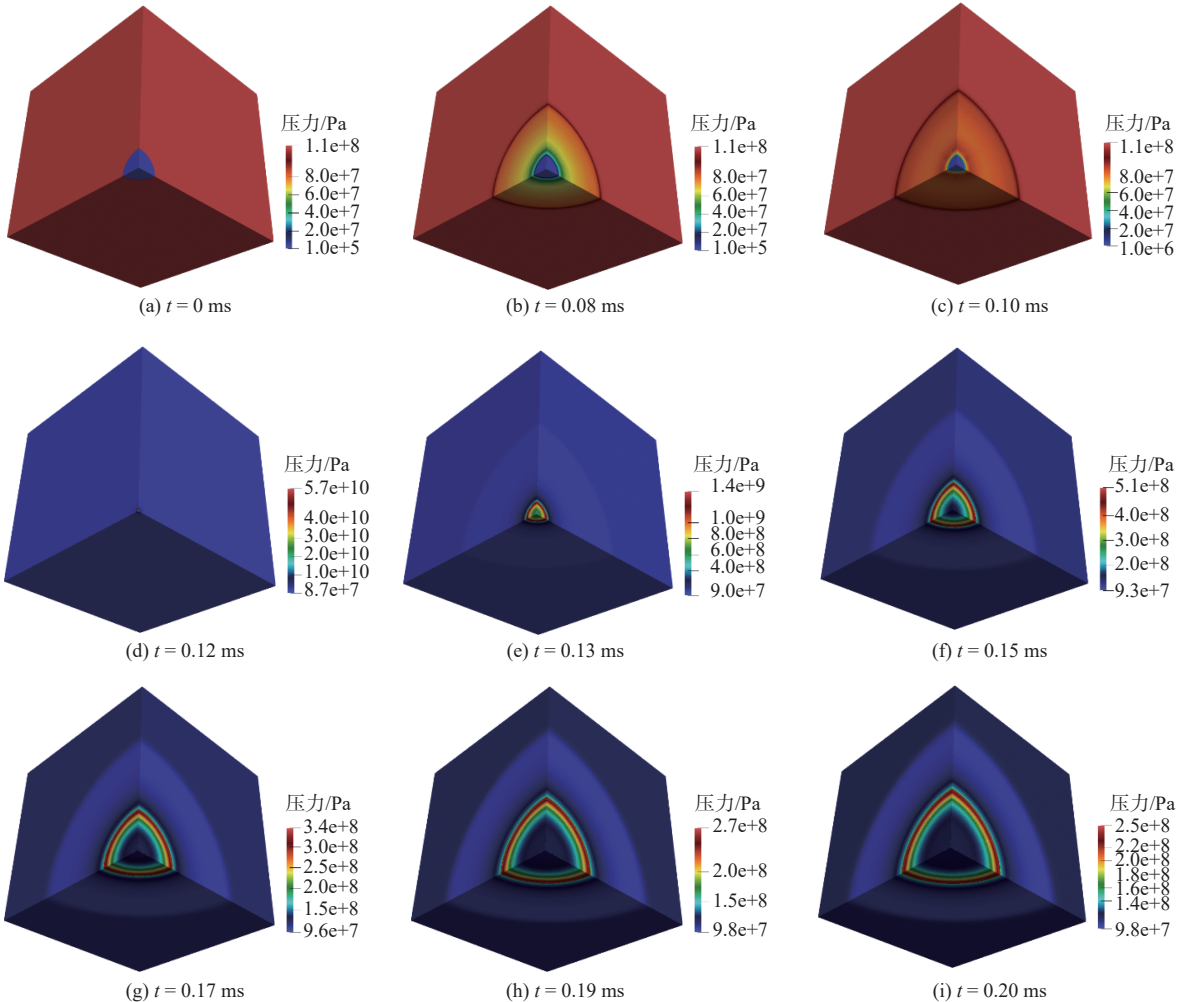 压力/Pa
1.1e+8
8.0e+7
6.0e+7
4.0e+7
2.0e+7
1.0e+5
(a) t = 0 ms
压力/Pa
1.1e+8
8.0e+7
6.0e+7
4.0e+7
2.0e+7
1.0e+5
(b) t = 0.08 ms
压力/Pa
1.1e+8
8.0e+7
6.0e+7
4.0e+7
2.0e+7
1.0e+6
(c) t = 0.10 ms
压力/Pa
5.7e+10
4.0e+10
3.0e+10
2.0e+10
1.0e+10
8.7e+7
(d) t = 0.12 ms
压力/Pa
1.4e+9
1.0e+9
8.0e+8
6.0e+8
4.0e+8
9.0e+7
(e) t = 0.13 ms
压力/Pa
5.1e+8
4.0e+8
3.0e+8
2.0e+8
9.3e+7
(f) t = 0.15 ms
压力/Pa
3.4e+8
3.0e+8
2.5e+8
2.0e+8
1.5e+8
9.6e+7
(g) t = 0.17 ms
压力/Pa
2.7e+8
2.0e+8
1.5e+8
9.8e+7
(h) t = 0.19 ms
压力/Pa
2.5e+8
2.2e+8
2.0e+8
1.8e+8
1.6e+8
1.4e+8
9.8e+7
(i) t = 0.20 ms